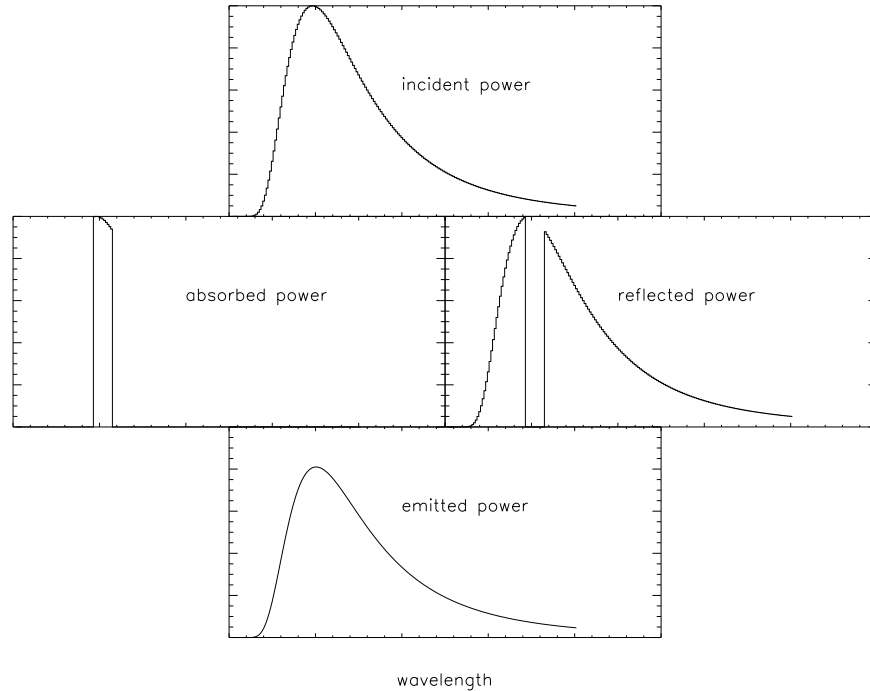 incident power
absorbed power
reflected power
emitted power
wavelength